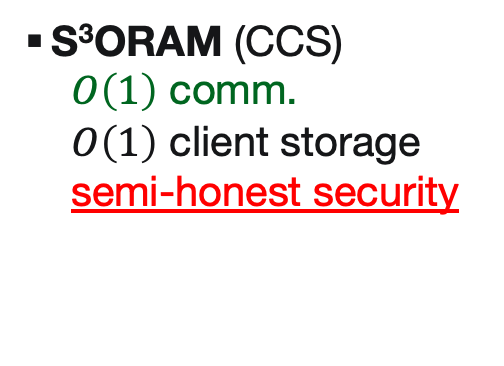 ▪ S³ORAM (CCS)
O(1) comm.
O(1) client storage
semi-honest security